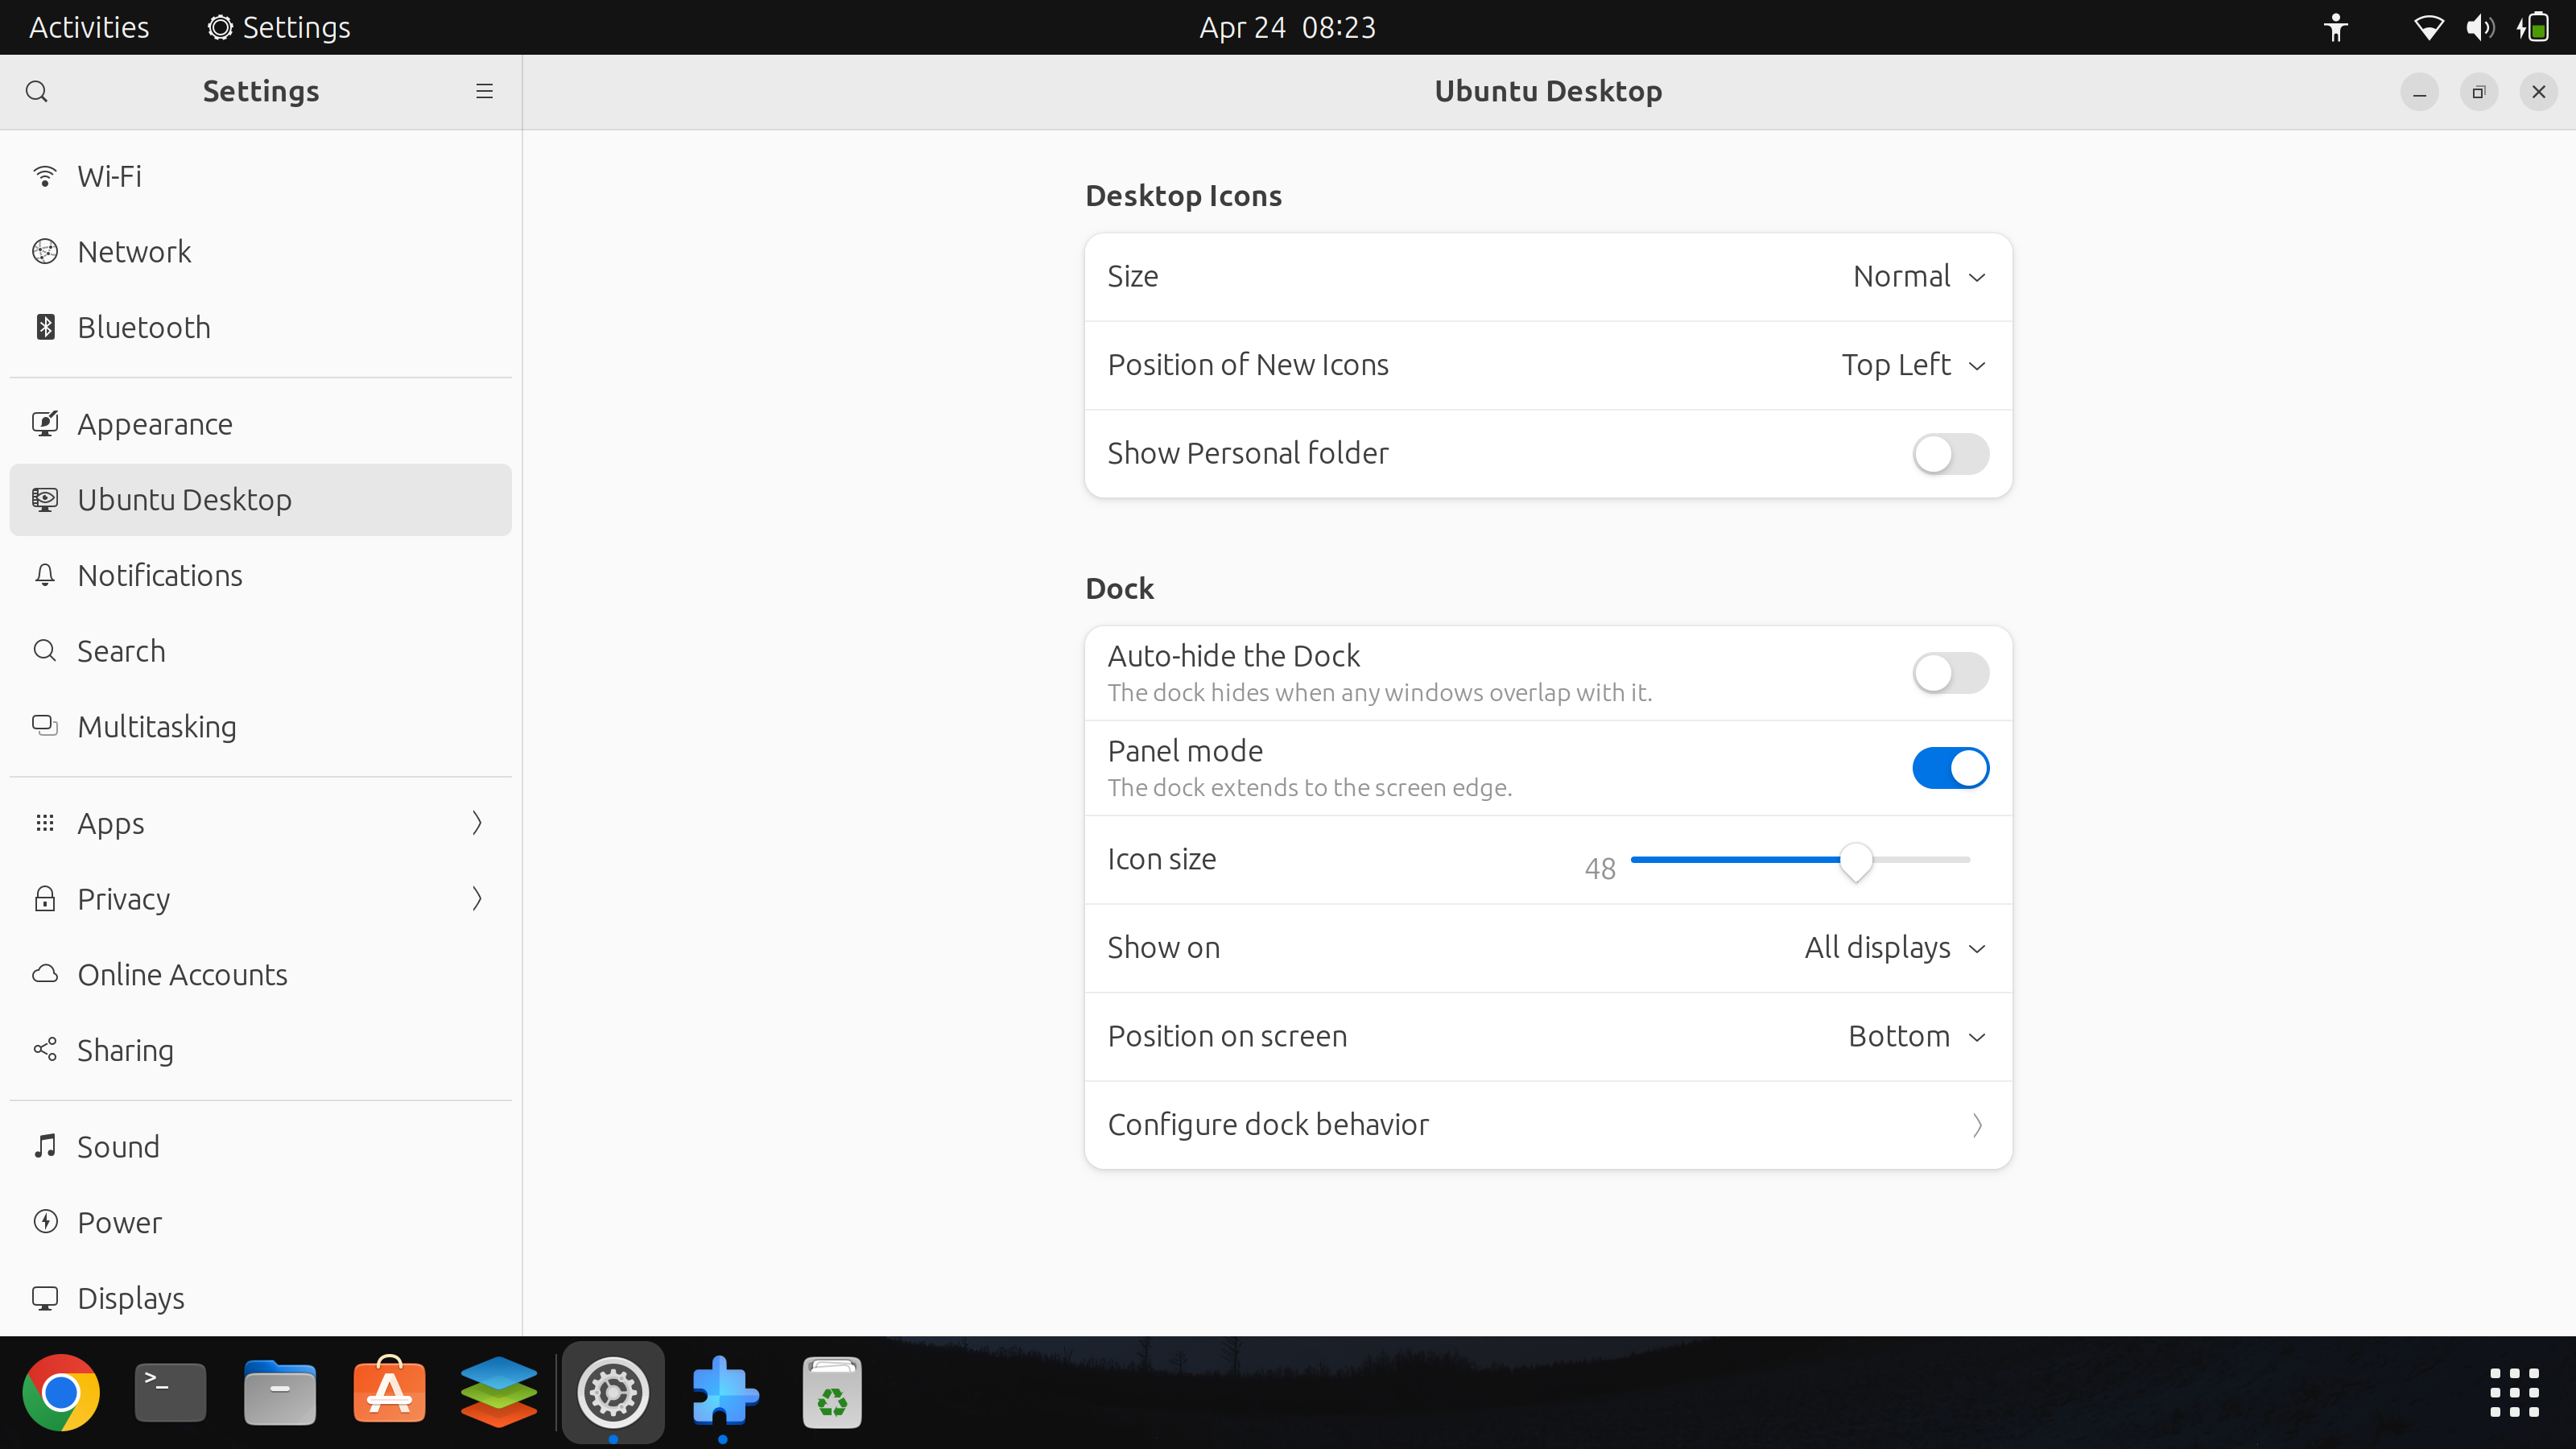 Activities
Settings
Apr 24 08:23
Settings
Ubuntu Desktop
Wi-Fi
Network
Bluetooth
Appearance
Ubuntu Desktop
Notifications
Search
Multitasking
Apps
Privacy
Online Accounts
Sharing
Sound
Power
Displays
Desktop Icons
Size
Normal
Position of New Icons
Top Left
Show Personal folder
Dock
Auto-hide the Dock
The dock hides when any windows overlap with it.
Panel mode
The dock extends to the screen edge.
Icon size
48
Show on
All displays
Position on screen
Bottom
Configure dock behavior
>_